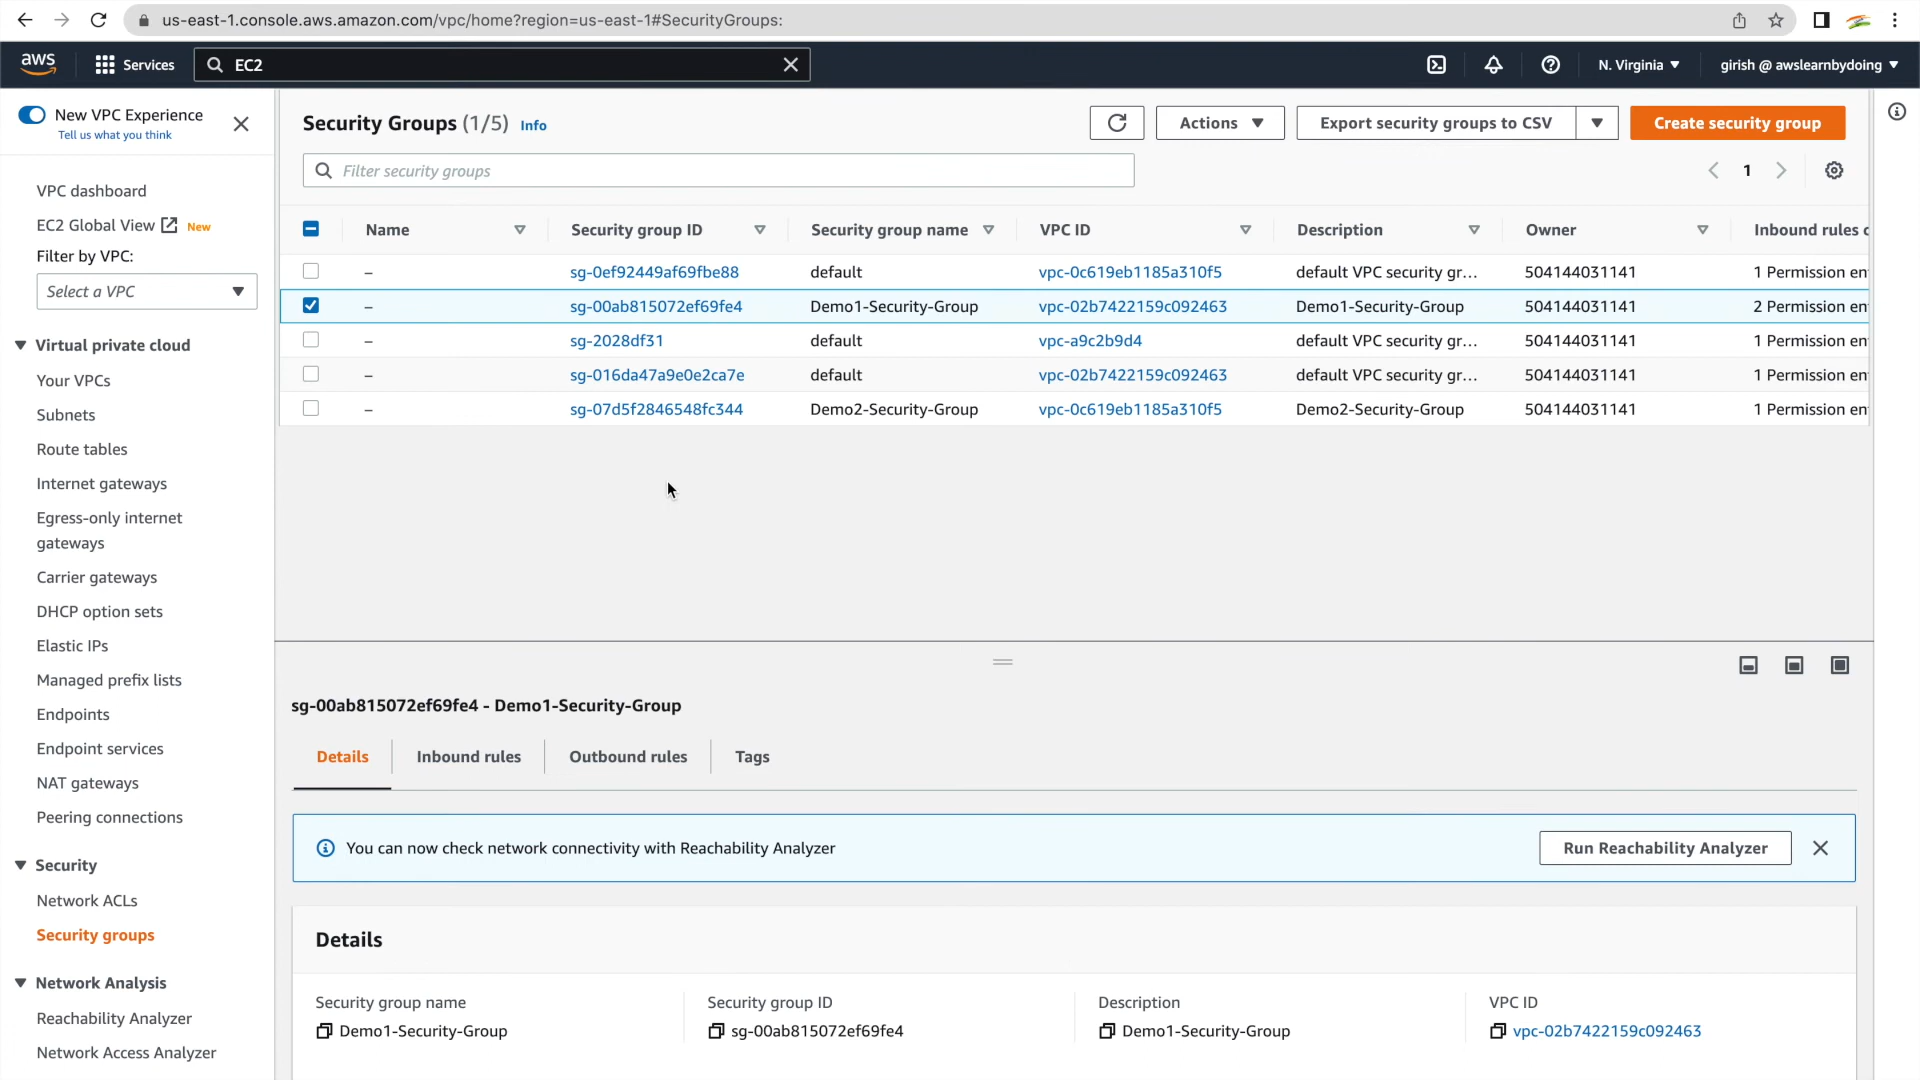 us-east-1.console.aws.amazon.com/vpc/home?region=us-east-1#SecurityGroups:
aws
Services
EC2
N. Virginia
girish @ awslearnbydoing
New VPC Experience
Tell us what you think
VPC dashboard
EC2 Global View
New
Filter by VPC:
Select a VPC
Virtual private cloud
Your VPCs
Subnets
Route tables
Internet gateways
Egress-only internet
gateways
Carrier gateways
DHCP option sets
Elastic IPs
Managed prefix lists
Endpoints
Endpoint services
NAT gateways
Peering connections
Security
Network ACLs
Security groups
Network Analysis
Reachability Analyzer
Network Access Analyzer
Security Groups (1/5) Info
Actions
Export security groups to CSV
Create security group
Filter security groups
1
Name Security group ID Security group name VPC ID Description Owner Inbound rules c
– sg-0ef92449af69fbe88 default vpc-0c619eb1185a310f5 default VPC security gr... 504144031141 1 Permission en
– sg-00ab815072ef69fe4 Demo1-Security-Group vpc-02b7422159c092463 Demo1-Security-Group 504144031141 2 Permission en
– sg-2028df31 default vpc-a9c2b9d4 default VPC security gr... 504144031141 1 Permission en
– sg-016da47a9e0e2ca7e default vpc-02b7422159c092463 default VPC security gr... 504144031141 1 Permission en
– sg-07d5f2846548fc344 Demo2-Security-Group vpc-0c619eb1185a310f5 Demo2-Security-Group 504144031141 1 Permission en
sg-00ab815072ef69fe4 - Demo1-Security-Group
Details Inbound rules Outbound rules Tags
You can now check network connectivity with Reachability Analyzer
Run Reachability Analyzer
Details
Security group name
Demo1-Security-Group
Security group ID
sg-00ab815072ef69fe4
Description
Demo1-Security-Group
VPC ID
vpc-02b7422159c092463